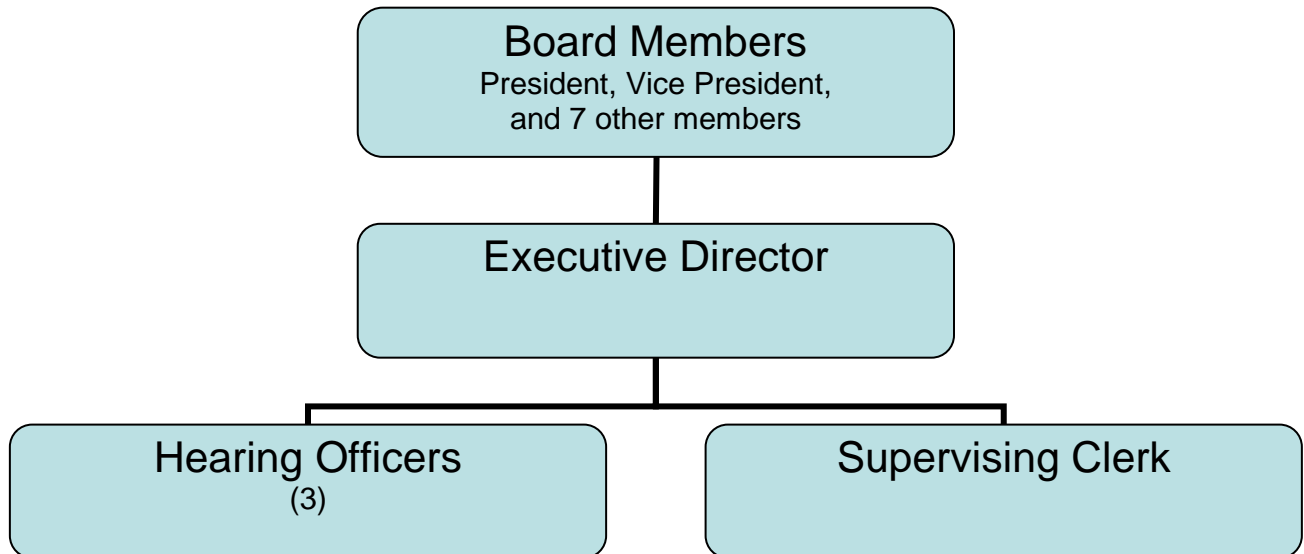 Board Members
President, Vice President,
and 7 other members
Executive Director
Hearing Officers
(3)
Supervising Clerk